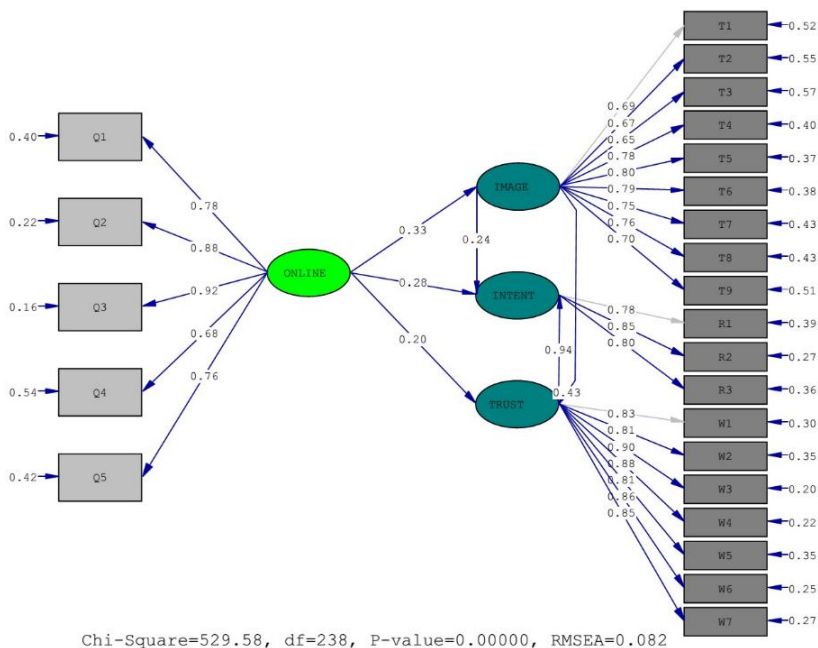 T1 0.52
T2 0.55
T3 0.57
T4 0.40
T5 0.37
T6 0.38
T7 0.43
T8 0.43
T9 0.51
R1 0.39
R2 0.27
R3 0.36
W1 0.30
W2 0.35
W3 0.20
W4 0.22
W5 0.35
W6 0.25
W7 0.27
0.40 Q1
0.22 Q2
0.16 Q3
0.54 Q4
0.42 Q5
0.78
0.88
0.92
0.68
0.76
ONLINE
0.33
0.28
0.20
IMAGE
0.24
INTENT
0.94
0.43
TRUST
0.69
0.67
0.65
0.78
0.80
0.79
0.75
0.76
0.70
0.78
0.85
0.80
0.83
0.81
0.90
0.88
0.81
0.86
0.85
Chi-Square=529.58, df=238, P-value=0.00000, RMSEA=0.082